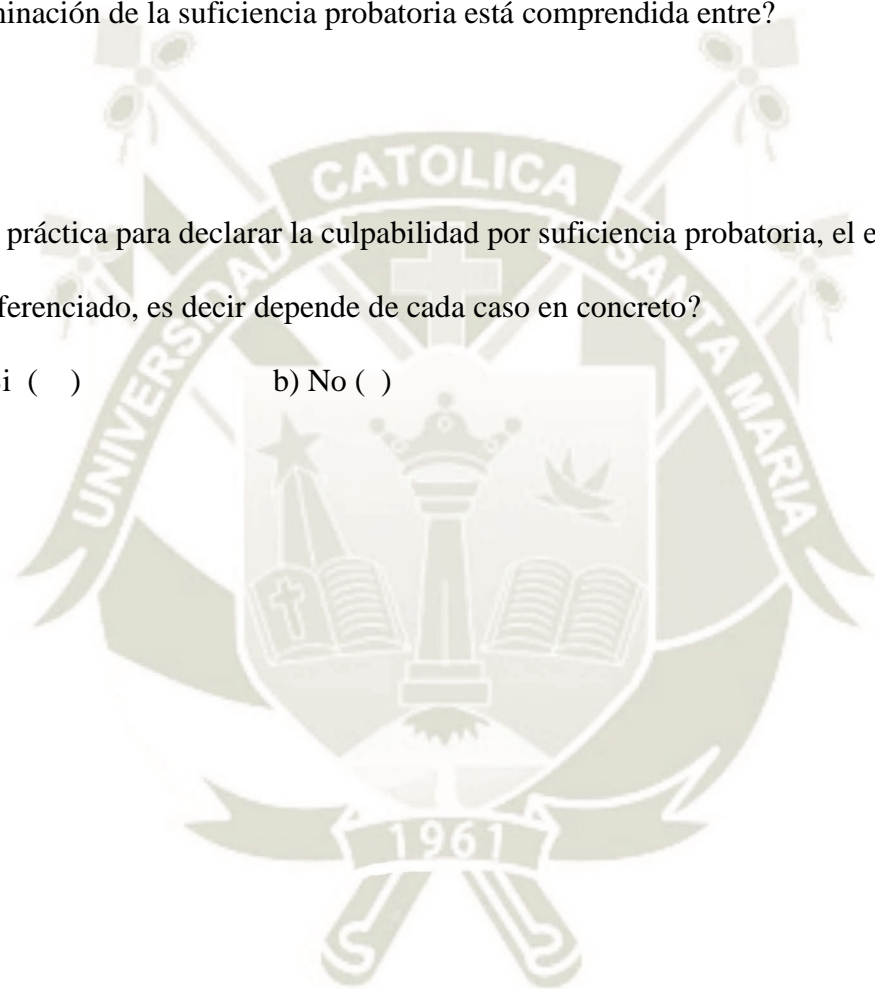 minación de la suficiencia probatoria está comprendida entre?
CATOLICA
práctica para declarar la culpabilidad por suficiencia probatoria, el e
UNIVERSIDAD
SANTA MARIA
ferenciado, es decir depende de cada caso en concreto?
i ( ) b) No ( )
1961